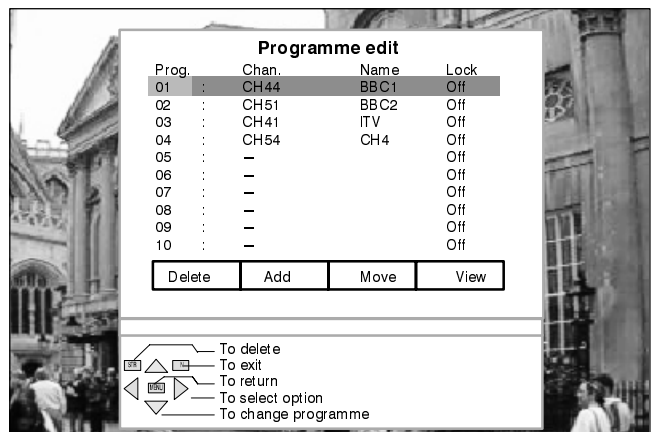 Programme edit
Prog. Chan. Name Lock
01 : CH44 BBC1 Off
02 : CH51 BBC2 Off
03 : CH41 ITV Off
04 : CH54 CH4 Off
05 : – Off
06 : – Off
07 : – Off
08 : – Off
09 : – Off
10 : – Off
Delete Add Move View
To delete
STR To exit
MENU To return
To select option
To change programme